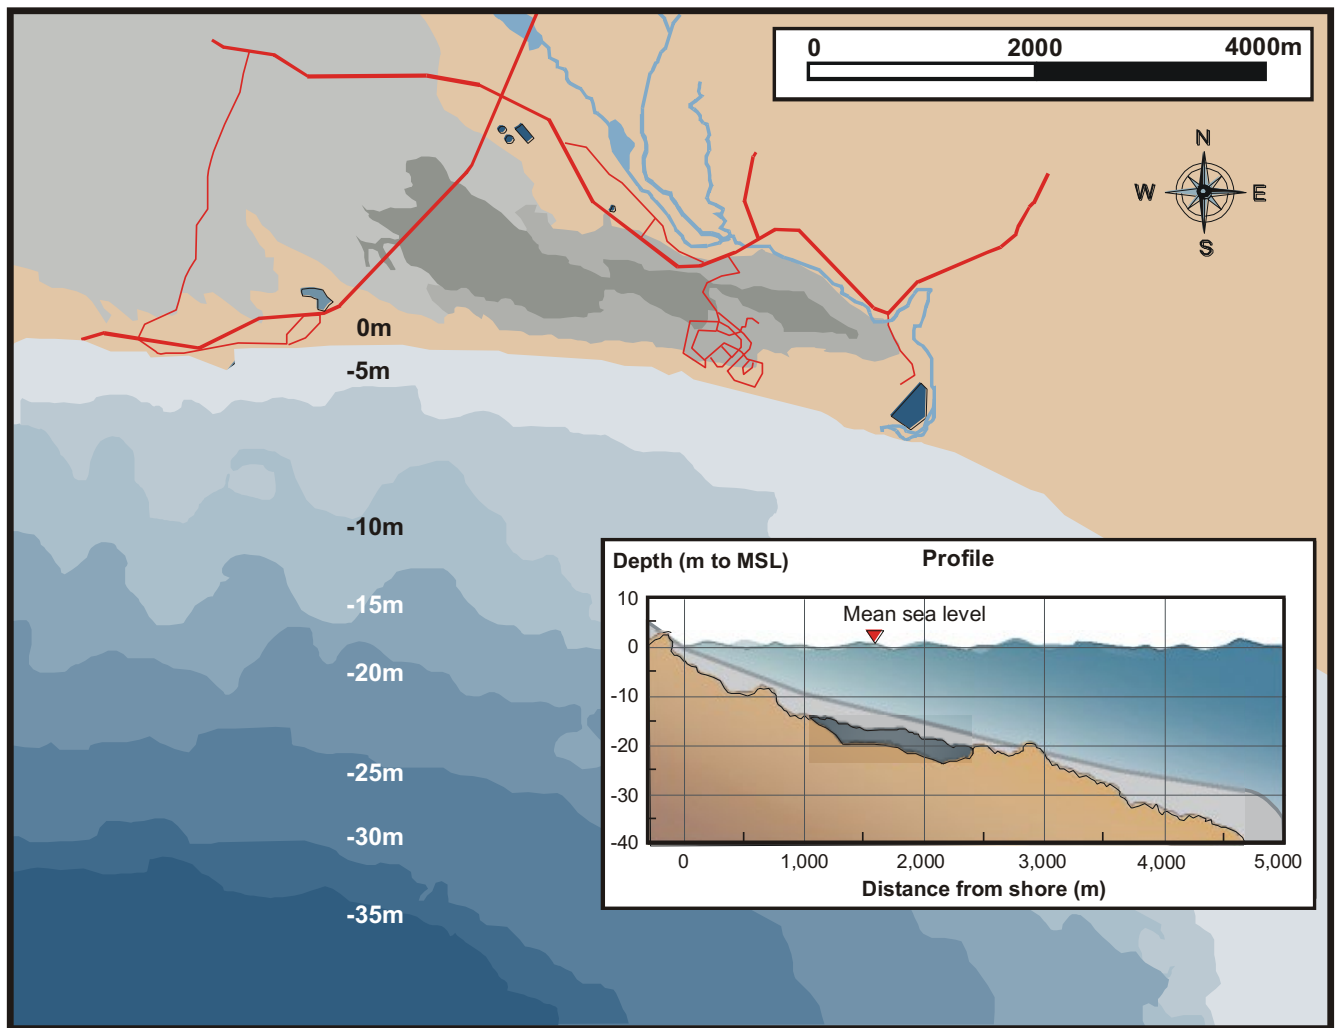 0 2000 4000m
N
W E
S
0m
-5m
-10m
-15m
-20m
-25m
-30m
-35m
Depth (m to MSL) Profile
Mean sea level
10
0
-10
-20
-30
-40
0 1,000 2,000 3,000 4,000 5,000
Distance from shore (m)